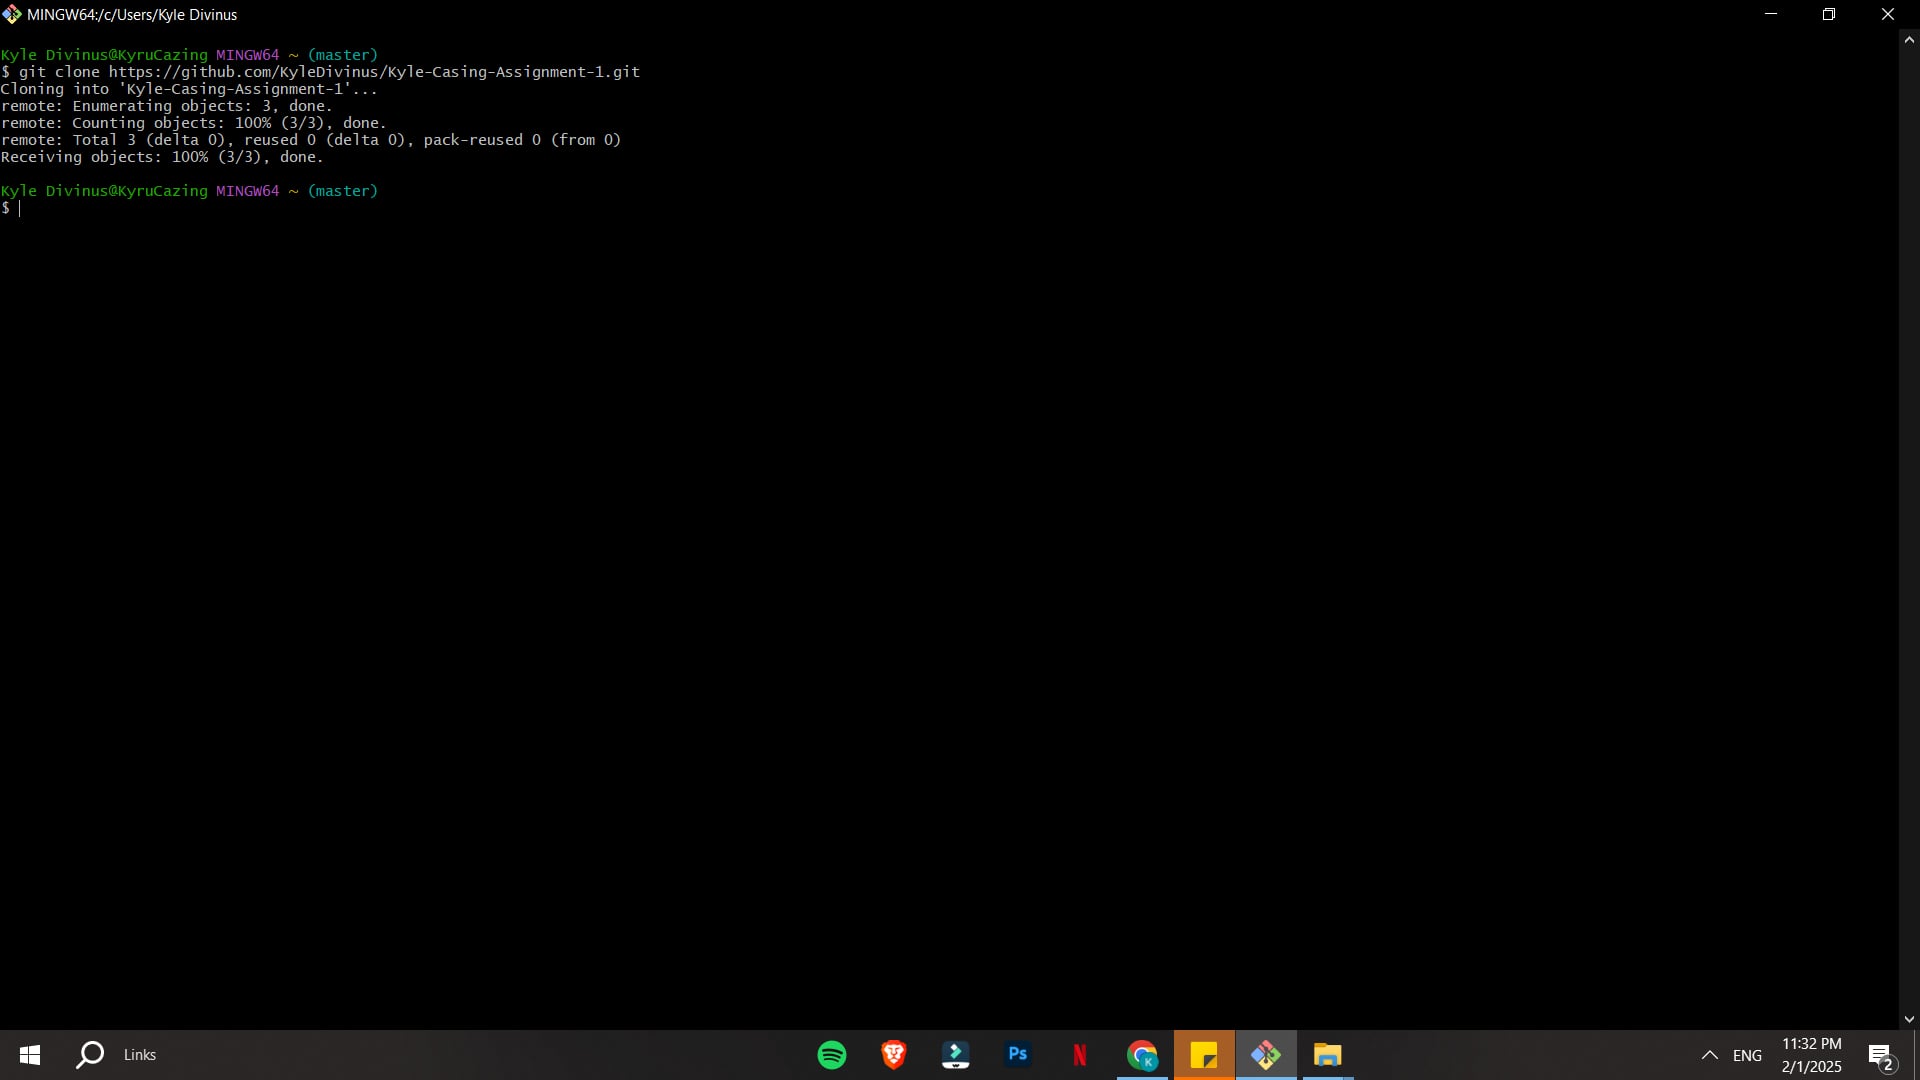 MINGW64:/c/Users/Kyle Divinus
Kyle Divinus@KyruCazing MINGW64 ~ (master)
$ git clone https://github.com/KyleDivinus/Kyle-Casing-Assignment-1.git
Cloning into 'Kyle-Casing-Assignment-1'...
remote: Enumerating objects: 3, done.
remote: Counting objects: 100% (3/3), done.
remote: Total 3 (delta 0), reused 0 (delta 0), pack-reused 0 (from 0)
Receiving objects: 100% (3/3), done.
Kyle Divinus@KyruCazing MINGW64 ~ (master)
$
Links
Ps
N
K
ENG
11:32 PM
2/1/2025
2